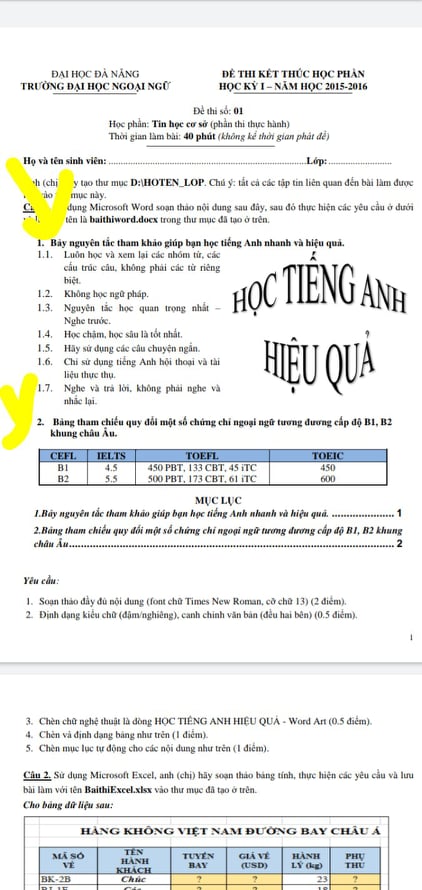 ĐẠI HỌC ĐÀ NẴNG
TRƯỜNG ĐẠI HỌC NGOẠI NGỮ
ĐỀ THI KẾT THÚC HỌC PHẦN
HỌC KỲ I – NĂM HỌC 2015-2016
Đề thi số: 01
Học phần: Tin học cơ sở (phần thi thực hành)
Thời gian làm bài: 40 phút (không kể thời gian phát đề)
Họ và tên sinh viên: Lớp:
h (chị y tạo thư mục D:\HOTEN_LOP. Chú ý: tất cả các tập tin liên quan đến bài làm được
mục này.
dụng Microsoft Word soạn thảo nội dung sau đây, sau đó thực hiện các yêu cầu ở dưới
tên là baithiword.docx trong thư mục đã tạo ở trên.
1. Bảy nguyên tắc tham khảo giúp bạn học tiếng Anh nhanh và hiệu quả.
1.1. Luôn học và xem lại các nhóm từ, các
cấu trúc câu, không phải các từ riêng
biệt.
1.2. Không học ngữ pháp.
1.3. Nguyên tắc học quan trọng nhất –
Nghe trước.
1.4. Học chậm, học sâu là tốt nhất.
1.5. Hãy sử dụng các câu chuyện ngắn.
1.6. Chỉ sử dụng tiếng Anh hội thoại và tài
liệu thực thụ.
1.7. Nghe và trả lời, không phải nghe và
nhắc lại.
HỌC TIẾNG ANH
HIỆU QUẢ
2. Bảng tham chiếu quy đổi một số chứng chỉ ngoại ngữ tương đương cấp độ B1, B2
khung châu Âu.
CEFL IELTS TOEFL TOEIC
B1 4.5 450 PBT, 133 CBT, 45 iTC 450
B2 5.5 500 PBT, 173 CBT, 61 iTC 600
MỤC LỤC
1.Bảy nguyên tắc tham khảo giúp bạn học tiếng Anh nhanh và hiệu quả. 1
2.Bảng tham chiếu quy đổi một số chứng chỉ ngoại ngữ tương đương cấp độ B1, B2 khung
châu Âu. 2
Yêu cầu:
1. Soạn thảo đầy đủ nội dung (font chữ Times New Roman, cỡ chữ 13) (2 điểm).
2. Định dạng kiểu chữ (đậm/nghiêng), canh chỉnh văn bản (đều hai bên) (0.5 điểm).
1
3. Chèn chữ nghệ thuật là dòng HỌC TIẾNG ANH HIỆU QUẢ - Word Art (0.5 điểm).
4. Chèn và định dạng bảng như trên (1 điểm).
5. Chèn mục lục tự động cho các nội dung như trên (1 điểm).
Câu 2. Sử dụng Microsoft Excel, anh (chị) hãy soạn thảo bảng tính, thực hiện các yêu cầu và lưu
bài làm với tên BaithiExcel.xlsx vào thư mục đã tạo ở trên.
Cho bảng dữ liệu sau:
HÀNG KHÔNG VIỆT NAM ĐƯỜNG BAY CHÂU Á
MÃ SỐ VÉ TÊN HÀNH KHÁCH TUYẾN BAY GIÁ VÉ (USD) HÀNH LÝ (kg) PHỤ THU
BK-2B Chúc ? ? 23 ?